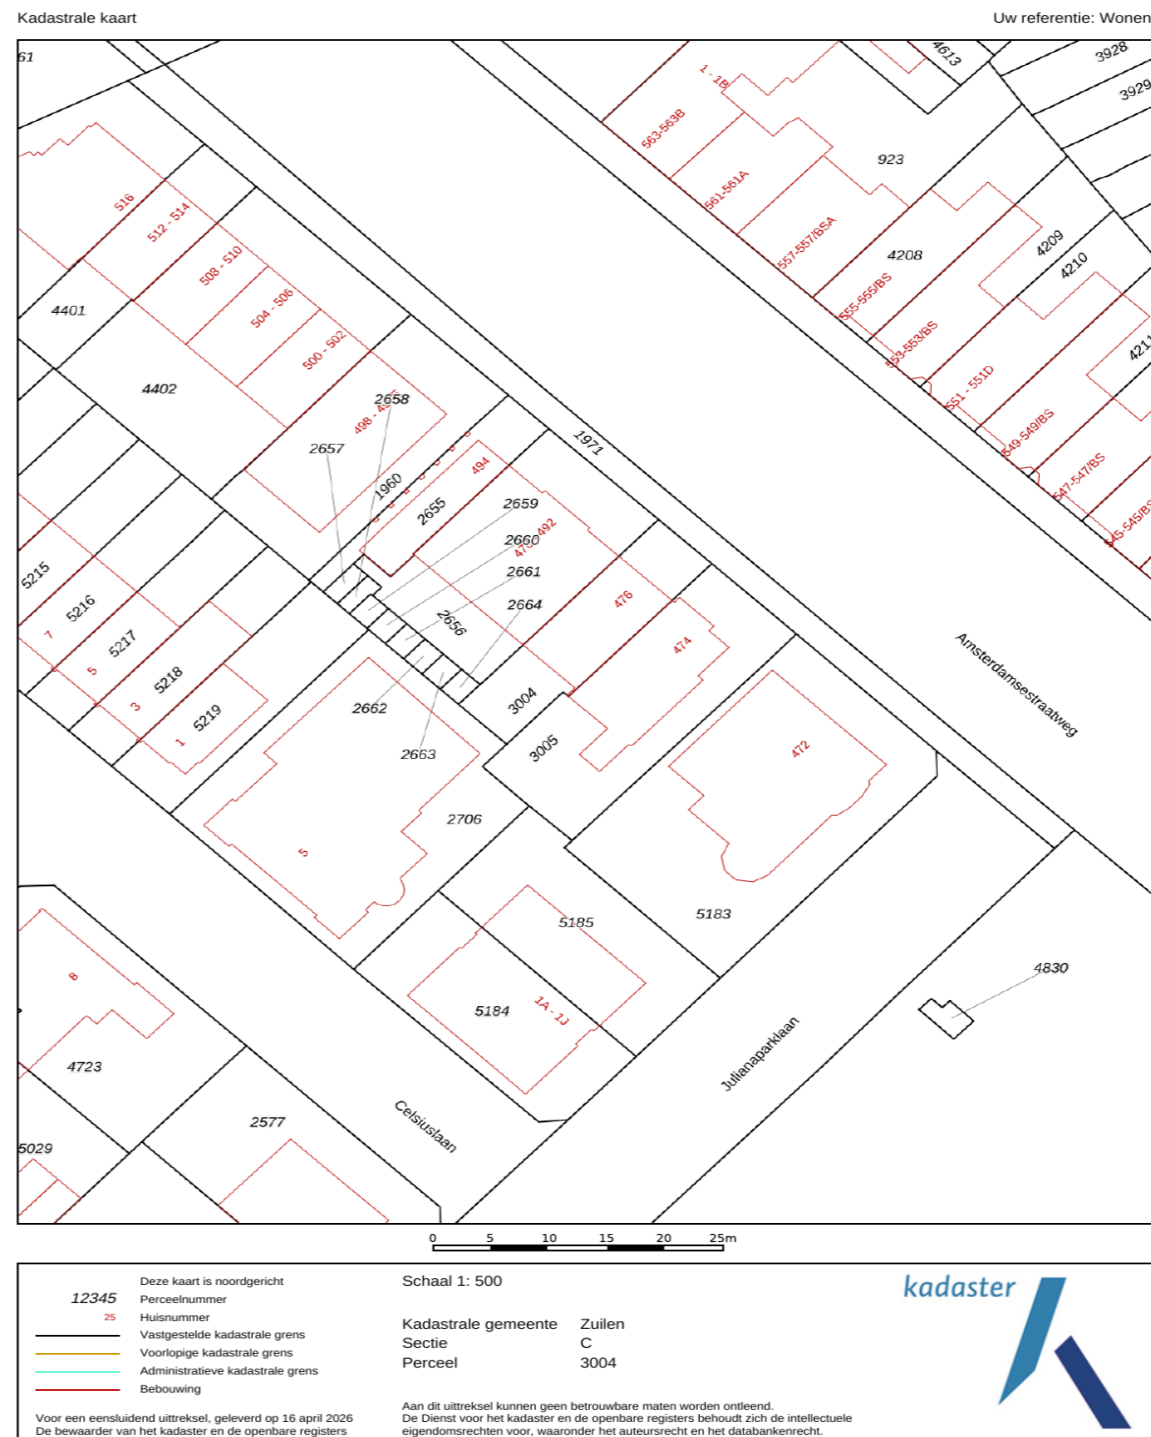 Kadastrale kaart
Uw referentie: Wonen
61
4613
3928
3929
1 - 1B
563-563B
923
561-561A
516
512 - 514
557-557/BSA
4209
4208
4210
508 - 510
555-555/BS
504 - 506
4401
553-553/BS
500 - 502
551 - 551D
4402
2658
2657
549-549/BS
1971
494
547-547/BS
1960
2655
2659
545-545/BS
2660
2661
5215
476
2664
5216
2656
7
5217
474
Amsterdamsestraatweg
5
5218
3004
3
5219
2662
1
3005
472
2663
2706
5
5183
5185
8
4830
5184
1A - 1J
Julianaparklaan
4723
Celsiuslaan
2577
5029
0 5 10 15 20 25m
Deze kaart is noordgericht
12345 Perceelnummer
25 Huisnummer
Vastgestelde kadastrale grens
Voorlopige kadastrale grens
Administratieve kadastrale grens
Bebouwing
Voor een eensluidend uittreksel, geleverd op 16 april 2026
De bewaarder van het kadaster en de openbare registers
Schaal 1: 500
Kadastrale gemeente Zuilen
Sectie C
Perceel 3004
Aan dit uittreksel kunnen geen betrouwbare maten worden ontleend.
De Dienst voor het kadaster en de openbare registers behoudt zich de intellectuele
eigendomsrechten voor, waaronder het auteursrecht en het databankenrecht.
kadaster